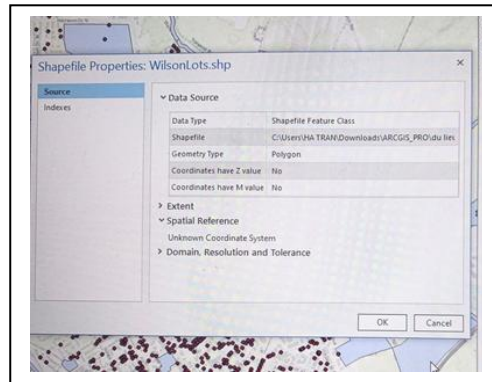 Shapefile Properties: WilsonLots.shp
Source
Indexes
Data Source
Data Type Shapefile Feature Class
Shapefile C:\Users\HA TRAN\Downloads\ARCGIS_PRO\du lieu
Geometry Type Polygon
Coordinates have Z value No
Coordinates have M value No
Extent
Spatial Reference
Unknown Coordinate System
Domain, Resolution and Tolerance
OK Cancel